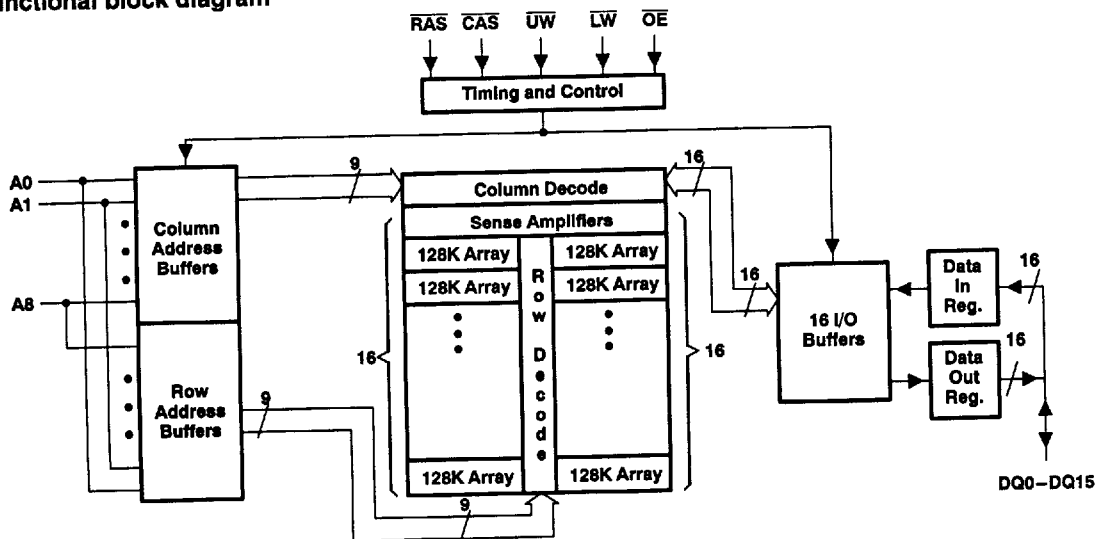 nctional block diagram
RAS CAS UW LW OE
Timing and Control
A0
A1
A8
Column
Address
Buffers
Row
Address
Buffers
9
9
9
Column Decode
Sense Amplifiers
128K Array 128K Array
128K Array 128K Array
128K Array 128K Array
Row Decode
16
16
16
16
16 I/O
Buffers
Data
In
Reg.
16
Data
Out
Reg.
16
DQ0–DQ15